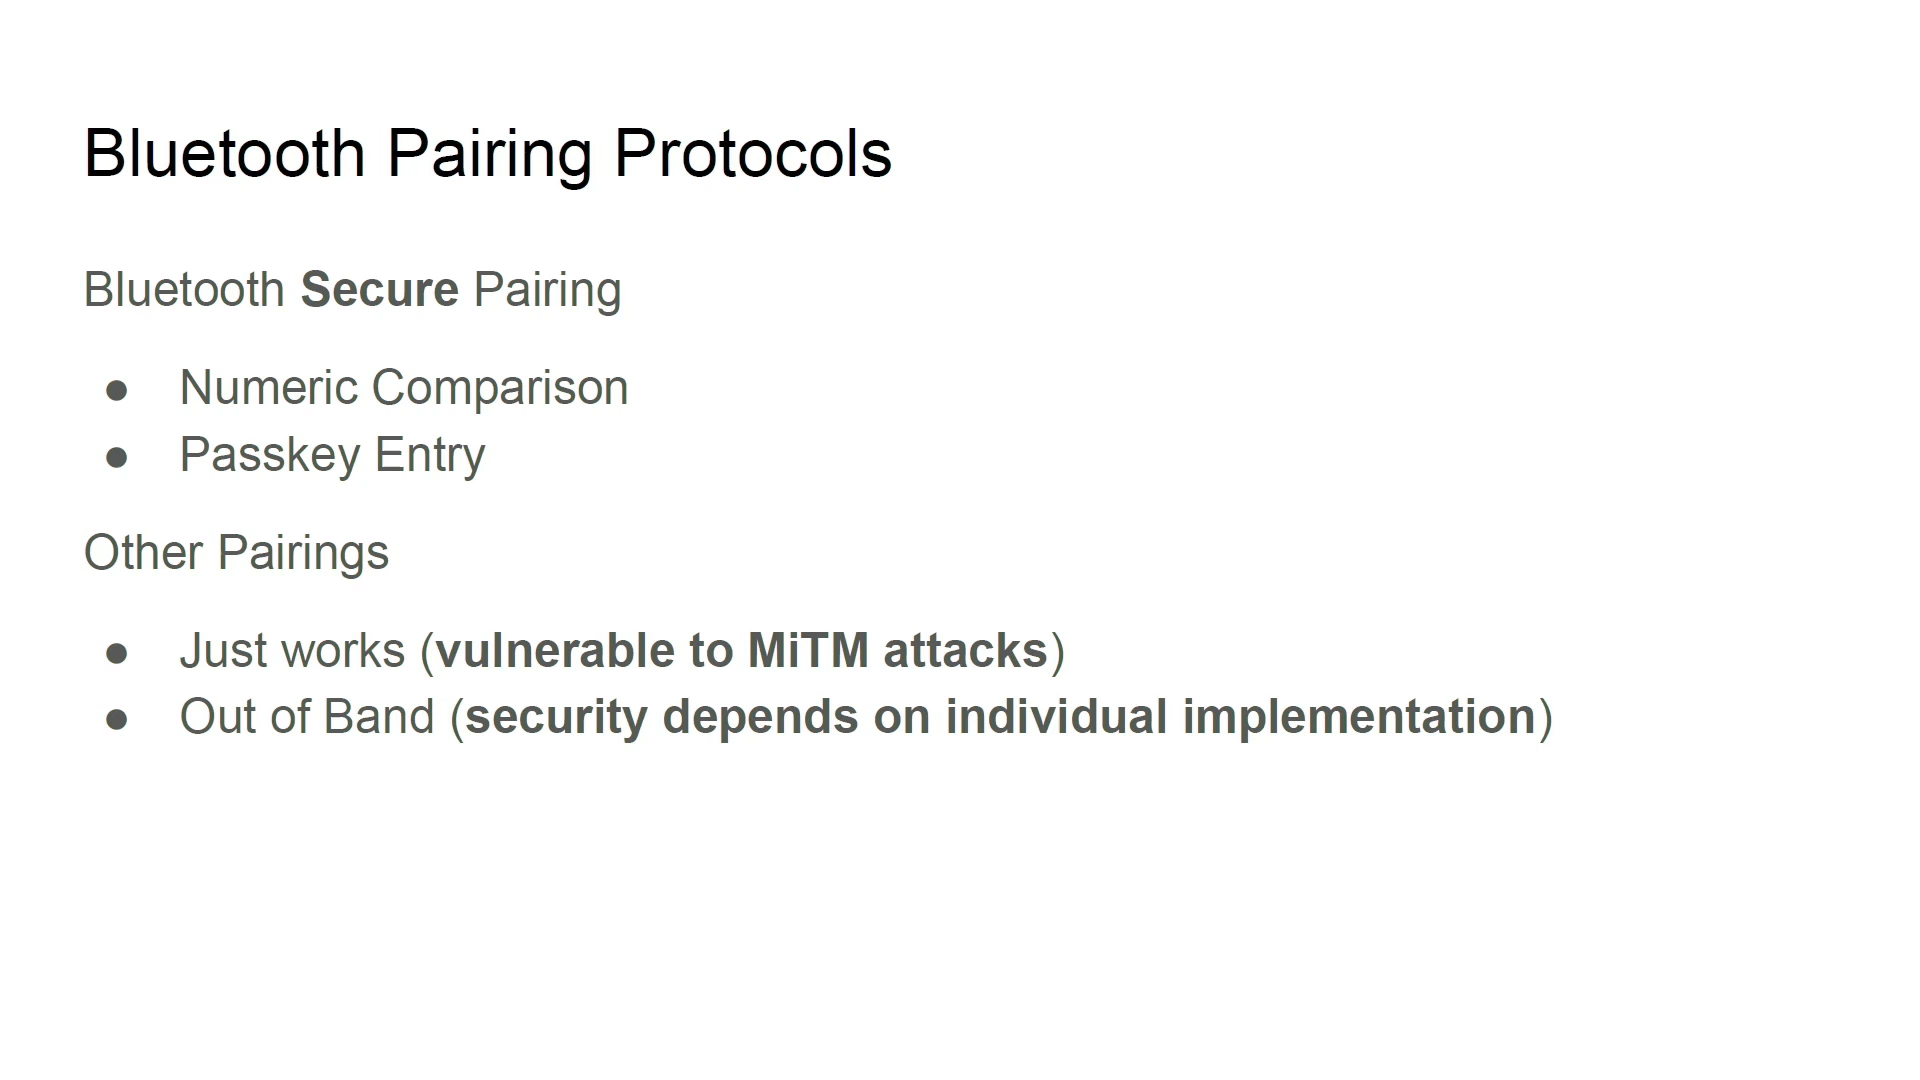 Bluetooth Pairing Protocols
Bluetooth Secure Pairing
● Numeric Comparison
● Passkey Entry
Other Pairings
● Just works (vulnerable to MiTM attacks)
● Out of Band (security depends on individual implementation)